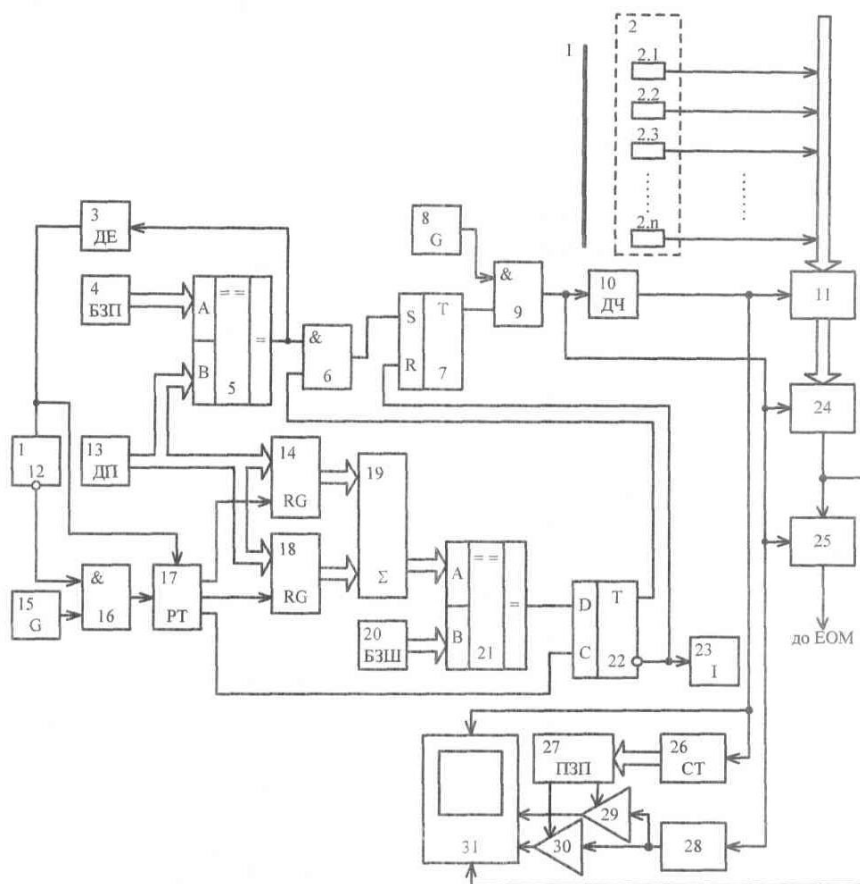 1
2
2.1
2.2
2.3
2.n
3
ДЕ
4
БЗП
A
B
==
=
5
&
6
S
R
T
7
8
G
&
9
10
ДЧ
11
1
12
13
ДП
14
RG
15
G
&
16
17
РТ
18
RG
19
Σ
20
БЗШ
A
B
==
=
21
D
C
T
22
23
I
24
25
до ЕОМ
26
СТ
27
ПЗП
28
29
30
31